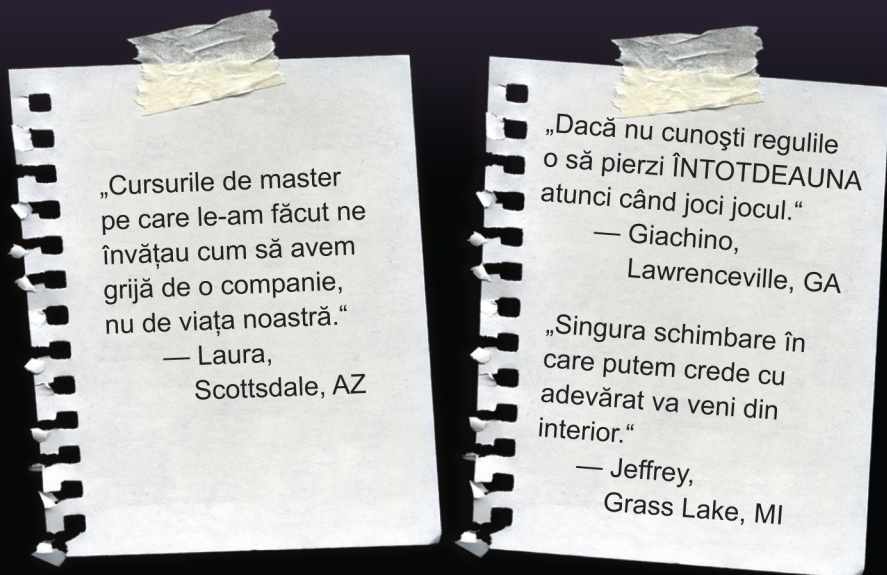 „Cursurile de master
pe care le-am făcut ne
învățau cum să avem
grijă de o companie,
nu de viața noastră.“
— Laura,
Scottsdale, AZ
„Dacă nu cunoşti regulile
o să pierzi ÎNTOTDEAUNA
atunci când joci jocul.“
— Giachino,
Lawrenceville, GA
„Singura schimbare în
care putem crede cu
adevărat va veni din
interior.“
— Jeffrey,
Grass Lake, MI